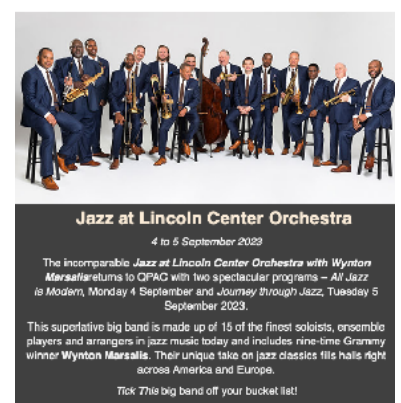 Jazz at Lincoln Center Orchestra
4 to 5 September 2023
The incomparable Jazz at Lincoln Center Orchestra with Wynton
Marsalisreturns to QPAC with two spectacular programs – All Jazz
is Modern, Monday 4 September and Journey through Jazz, Tuesday 5
September 2023.
This superlative big band is made up of 15 of the finest soloists, ensemble
players and arrangers in jazz music today and includes nine-time Grammy
winner Wynton Marsalis. Their unique take on jazz classics fills halls right
across America and Europe.
Tick This big band off your bucket list!